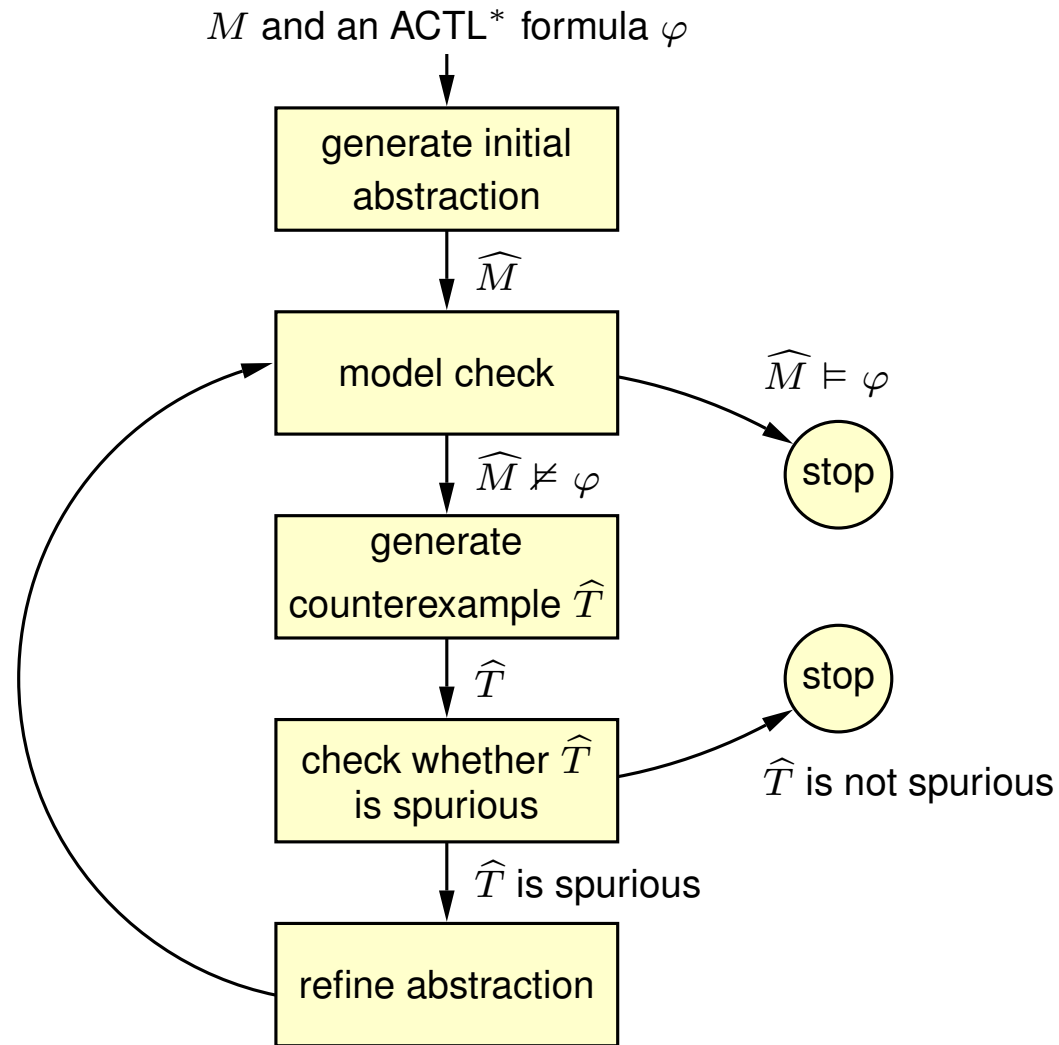 M and an ACTL* formula φ
generate initial
abstraction
M̂
model check
M̂ ⊨ φ
stop
M̂ ⊭ φ
generate
counterexample T̂
T̂
stop
check whether T̂
is spurious
T̂ is not spurious
T̂ is spurious
refine abstraction